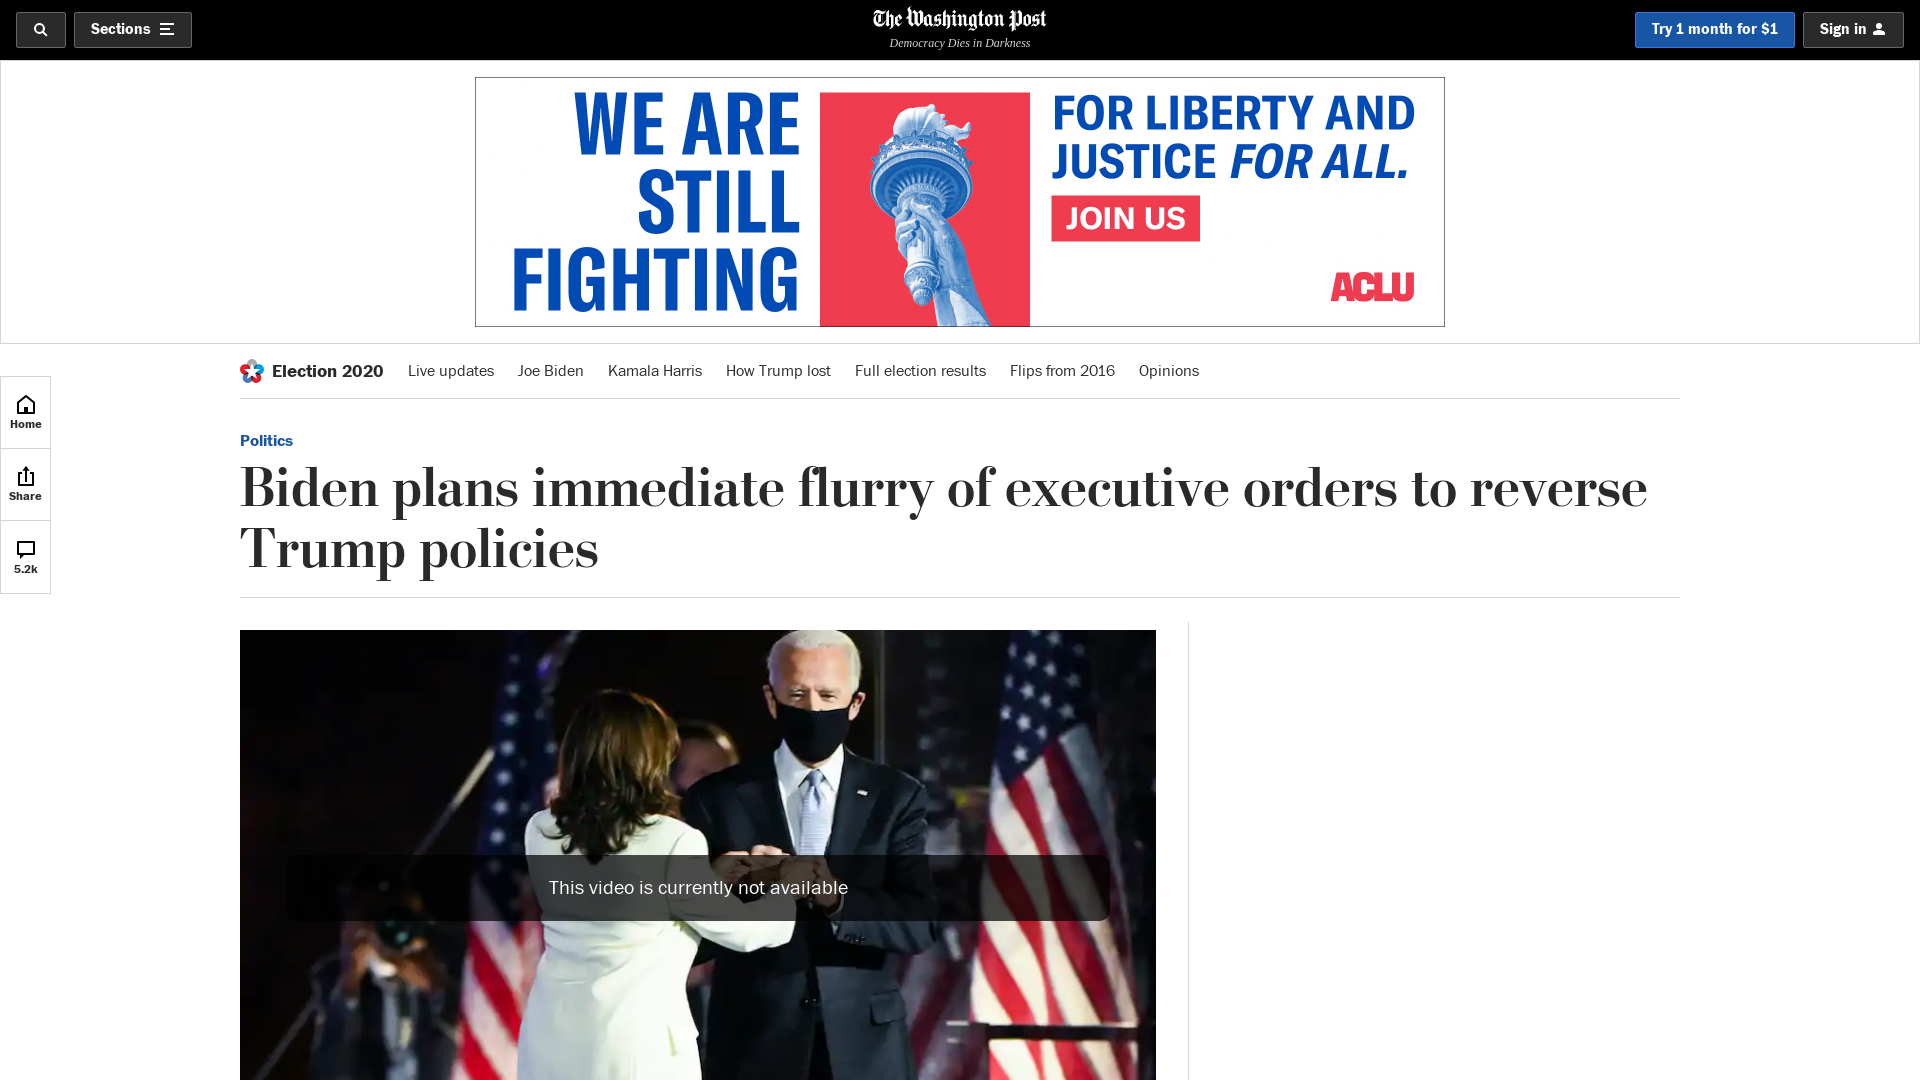 Sections
The Washington Post
Democracy Dies in Darkness
Try 1 month for $1
Sign in
WE ARE
STILL
FIGHTING
FOR LIBERTY AND
JUSTICE FOR ALL.
JOIN US
ACLU
Election 2020 Live updates Joe Biden Kamala Harris How Trump lost Full election results Flips from 2016 Opinions
Home
Share
5.2k
Politics
Biden plans immediate flurry of executive orders to reverse
Trump policies
This video is currently not available